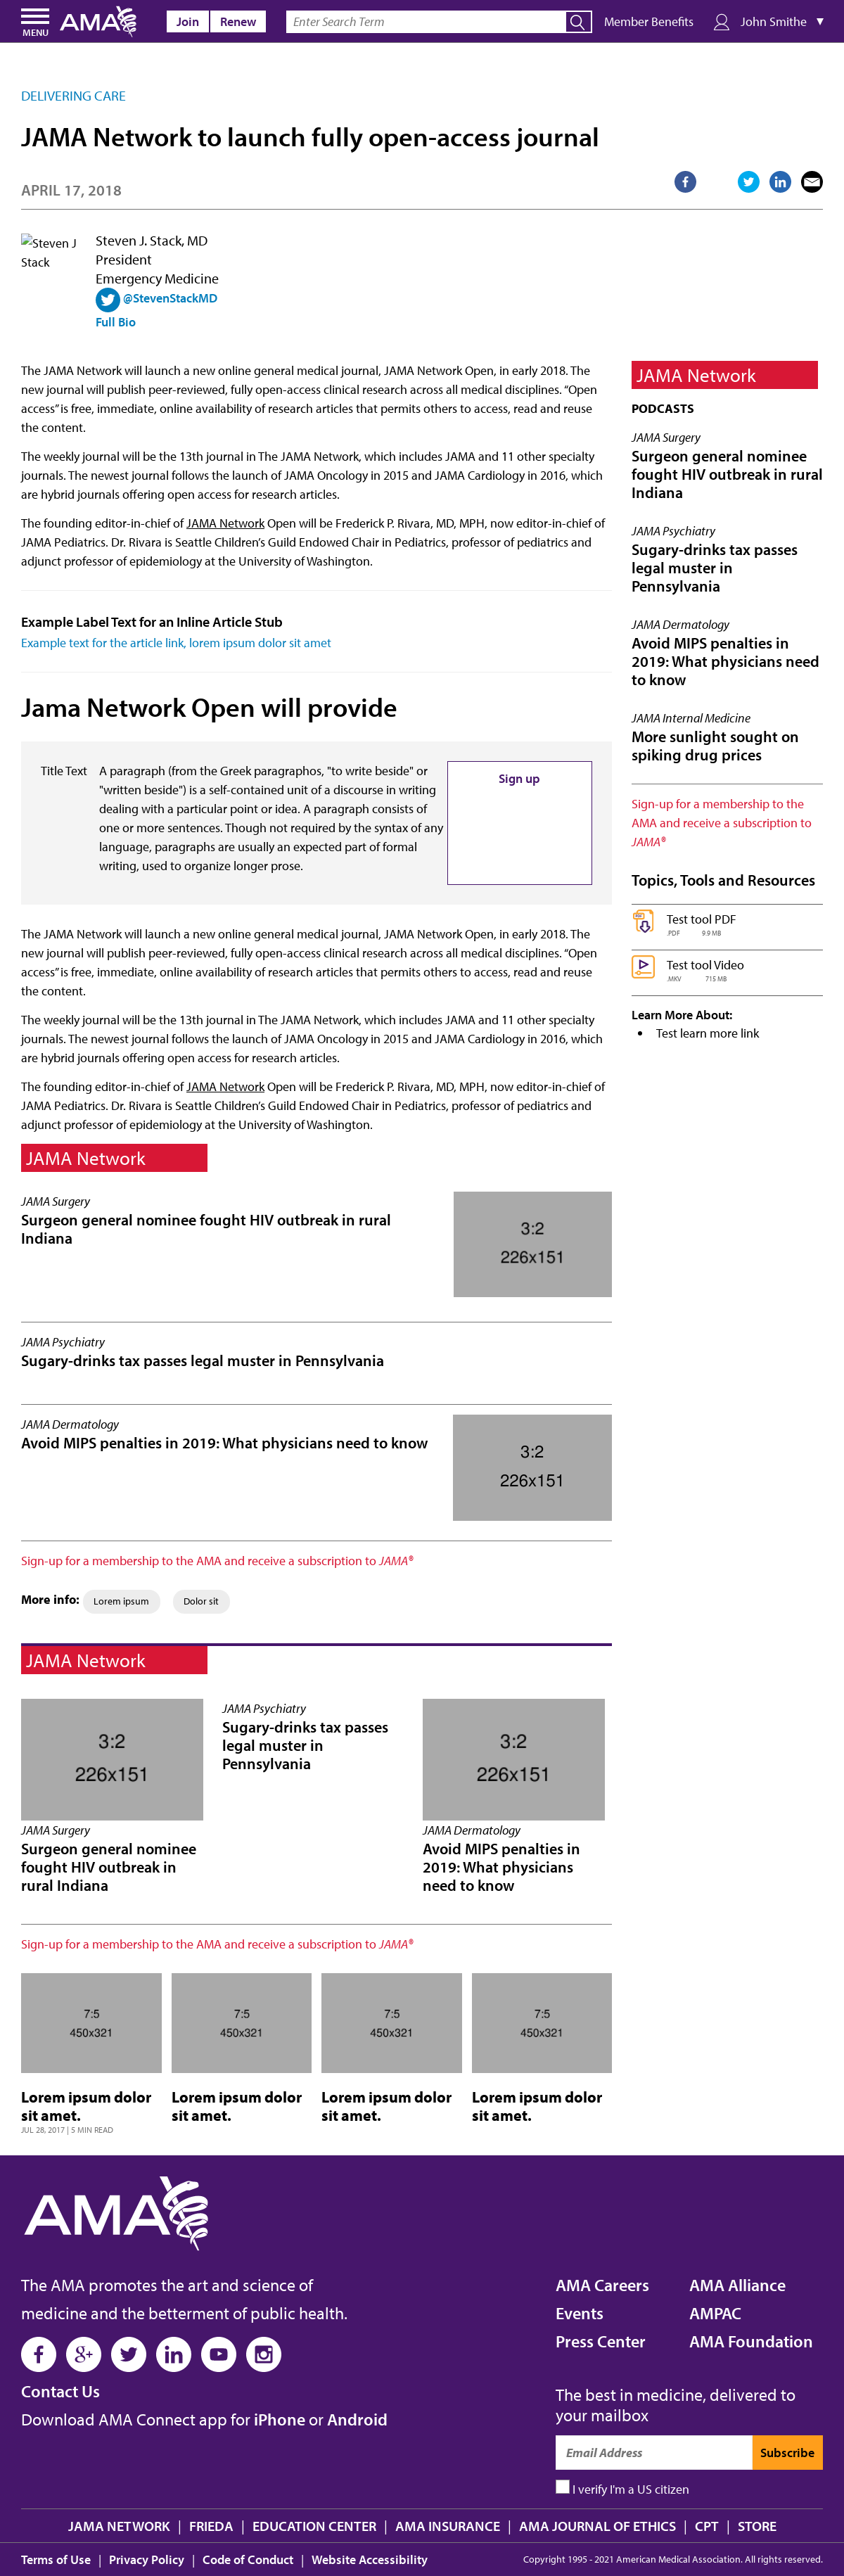 MENU
AMA
Join
Renew
Enter Search Term
Member Benefits
John Smithe
DELIVERING CARE
JAMA Network to launch fully open-access journal
APRIL 17, 2018
Steven J
Stack
Steven J. Stack, MD
President
Emergency Medicine
@StevenStackMD
Full Bio
The JAMA Network will launch a new online general medical journal, JAMA Network Open, in early 2018. The
new journal will publish peer-reviewed, fully open-access clinical research across all medical disciplines. “Open
access” is free, immediate, online availability of research articles that permits others to access, read and reuse
the content.
The weekly journal will be the 13th journal in The JAMA Network, which includes JAMA and 11 other specialty
journals. The newest journal follows the launch of JAMA Oncology in 2015 and JAMA Cardiology in 2016, which
are hybrid journals offering open access for research articles.
The founding editor-in-chief of JAMA Network Open will be Frederick P. Rivara, MD, MPH, now editor-in-chief of
JAMA Pediatrics. Dr. Rivara is Seattle Children’s Guild Endowed Chair in Pediatrics, professor of pediatrics and
adjunct professor of epidemiology at the University of Washington.
Example Label Text for an Inline Article Stub
Example text for the article link, lorem ipsum dolor sit amet
Jama Network Open will provide
Title Text
A paragraph (from the Greek paragraphos, "to write beside" or
"written beside") is a self-contained unit of a discourse in writing
dealing with a particular point or idea. A paragraph consists of
one or more sentences. Though not required by the syntax of any
language, paragraphs are usually an expected part of formal
writing, used to organize longer prose.
Sign up
The JAMA Network will launch a new online general medical journal, JAMA Network Open, in early 2018. The
new journal will publish peer-reviewed, fully open-access clinical research across all medical disciplines. “Open
access” is free, immediate, online availability of research articles that permits others to access, read and reuse
the content.
The weekly journal will be the 13th journal in The JAMA Network, which includes JAMA and 11 other specialty
journals. The newest journal follows the launch of JAMA Oncology in 2015 and JAMA Cardiology in 2016, which
are hybrid journals offering open access for research articles.
The founding editor-in-chief of JAMA Network Open will be Frederick P. Rivara, MD, MPH, now editor-in-chief of
JAMA Pediatrics. Dr. Rivara is Seattle Children’s Guild Endowed Chair in Pediatrics, professor of pediatrics and
adjunct professor of epidemiology at the University of Washington.
JAMA Network
JAMA Surgery
Surgeon general nominee fought HIV outbreak in rural
Indiana
3:2
226x151
JAMA Psychiatry
Sugary-drinks tax passes legal muster in Pennsylvania
JAMA Dermatology
Avoid MIPS penalties in 2019: What physicians need to know
3:2
226x151
Sign-up for a membership to the AMA and receive a subscription to JAMA®
More info:
Lorem ipsum
Dolor sit
JAMA Network
3:2
226x151
JAMA Surgery
Surgeon general nominee
fought HIV outbreak in
rural Indiana
JAMA Psychiatry
Sugary-drinks tax passes
legal muster in
Pennsylvania
3:2
226x151
JAMA Dermatology
Avoid MIPS penalties in
2019: What physicians
need to know
Sign-up for a membership to the AMA and receive a subscription to JAMA®
7:5
450x321
Lorem ipsum dolor
sit amet.
JUL 28, 2017 | 5 MIN READ
7:5
450x321
Lorem ipsum dolor
sit amet.
7:5
450x321
Lorem ipsum dolor
sit amet.
7:5
450x321
Lorem ipsum dolor
sit amet.
JAMA Network
PODCASTS
JAMA Surgery
Surgeon general nominee
fought HIV outbreak in rural
Indiana
JAMA Psychiatry
Sugary-drinks tax passes
legal muster in
Pennsylvania
JAMA Dermatology
Avoid MIPS penalties in
2019: What physicians need
to know
JAMA Internal Medicine
More sunlight sought on
spiking drug prices
Sign-up for a membership to the
AMA and receive a subscription to
JAMA®
Topics, Tools and Resources
Test tool PDF
.PDF 9.9 MB
Test tool Video
.MKV 715 MB
Learn More About:
Test learn more link
AMA
The AMA promotes the art and science of
medicine and the betterment of public health.
Contact Us
Download AMA Connect app for iPhone or Android
AMA Careers
Events
Press Center
AMA Alliance
AMPAC
AMA Foundation
The best in medicine, delivered to
your mailbox
Email Address
Subscribe
I verify I'm a US citizen
JAMA NETWORK | FRIEDA | EDUCATION CENTER | AMA INSURANCE | AMA JOURNAL OF ETHICS | CPT | STORE
Terms of Use | Privacy Policy | Code of Conduct | Website Accessibility
Copyright 1995 - 2021 American Medical Association. All rights reserved.